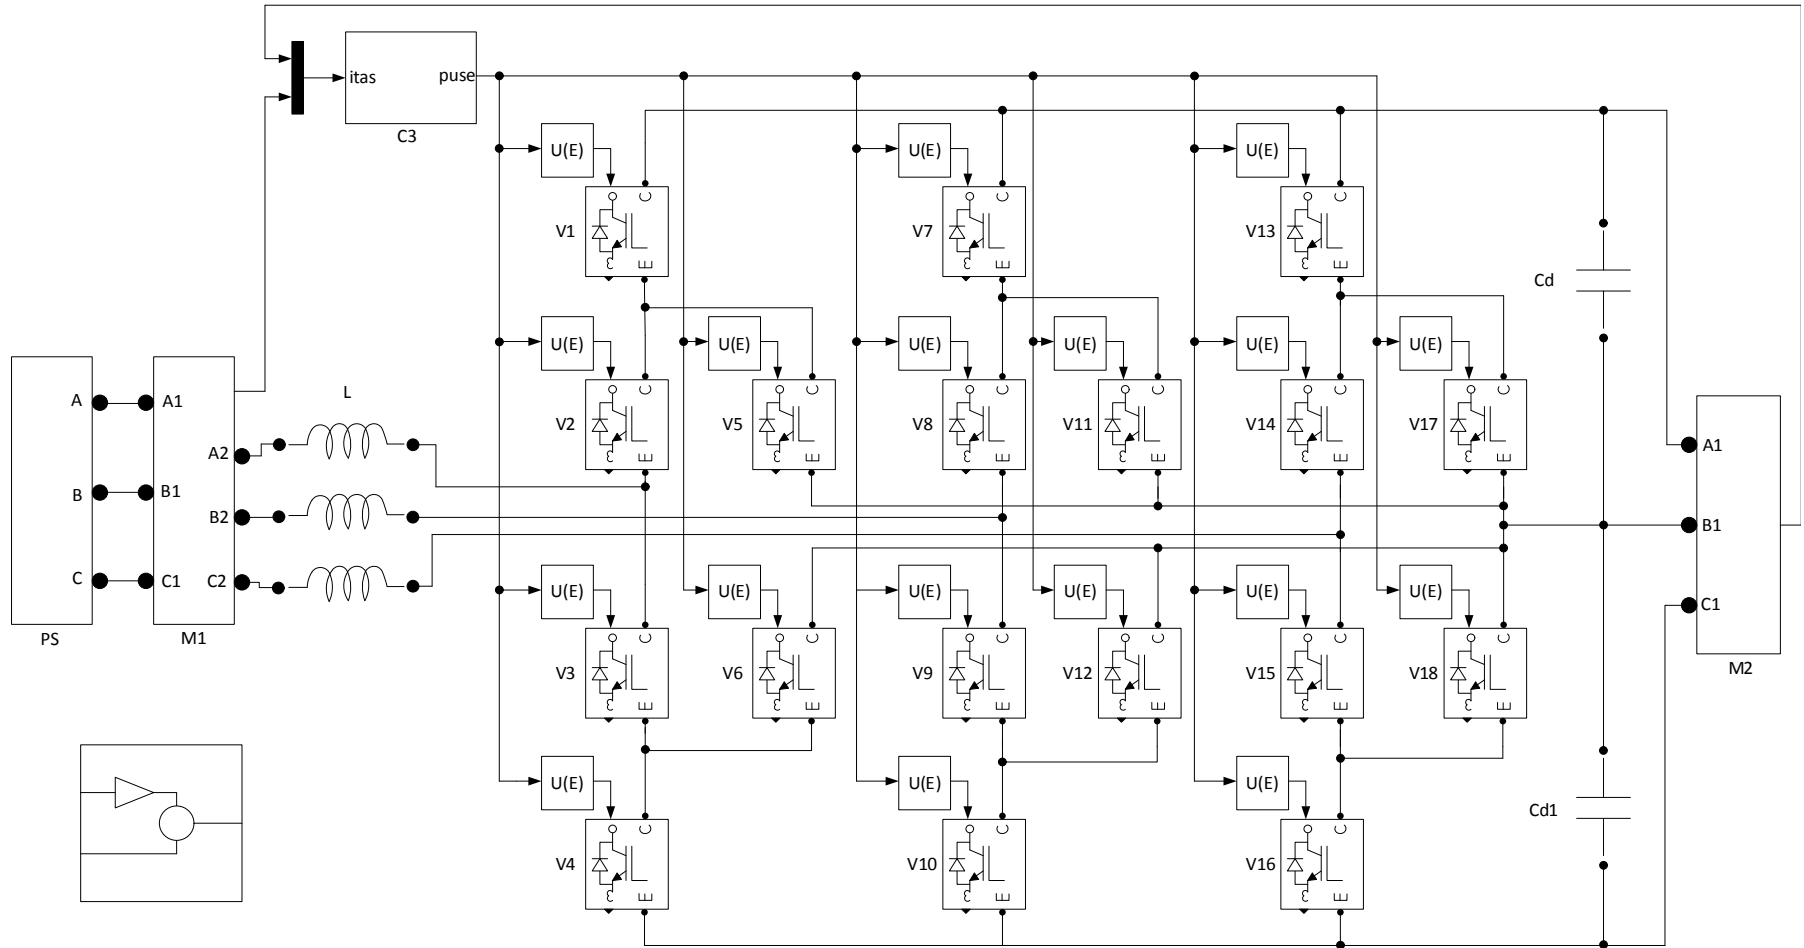 itas
puse
C3
U(E)
U(E)
U(E)
C
C
C
V1
V7
V13
E
E
E
Cd
U(E)
U(E)
U(E)
U(E)
U(E)
U(E)
C
C
C
C
C
C
L
A
A1
V2
V5
V8
V11
V14
V17
A1
A2
E
E
E
E
E
E
B
B1
B2
B1
C
C1
C2
U(E)
U(E)
U(E)
U(E)
U(E)
U(E)
C1
PS
M1
C
C
C
C
C
C
V3
V6
V9
V12
V15
V18
M2
E
E
E
E
E
E
U(E)
U(E)
U(E)
Cd1
C
C
C
V4
V10
V16
E
E
E